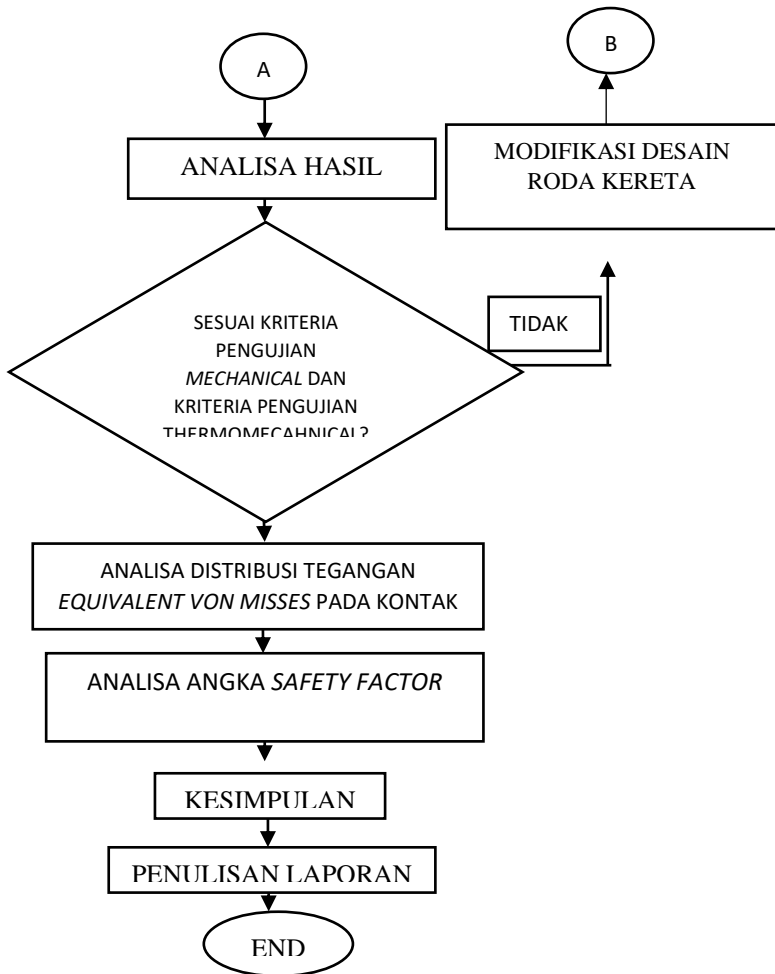 A
B
ANALISA HASIL
MODIFIKASI DESAIN
RODA KERETA
TIDAK
SESUAI KRITERIA
PENGUJIAN
MECHANICAL DAN
KRITERIA PENGUJIAN
THERMOMECAHNICAL?
ANALISA DISTRIBUSI TEGANGAN
EQUIVALENT VON MISSES PADA KONTAK
ANALISA ANGKA SAFETY FACTOR
KESIMPULAN
PENULISAN LAPORAN
END